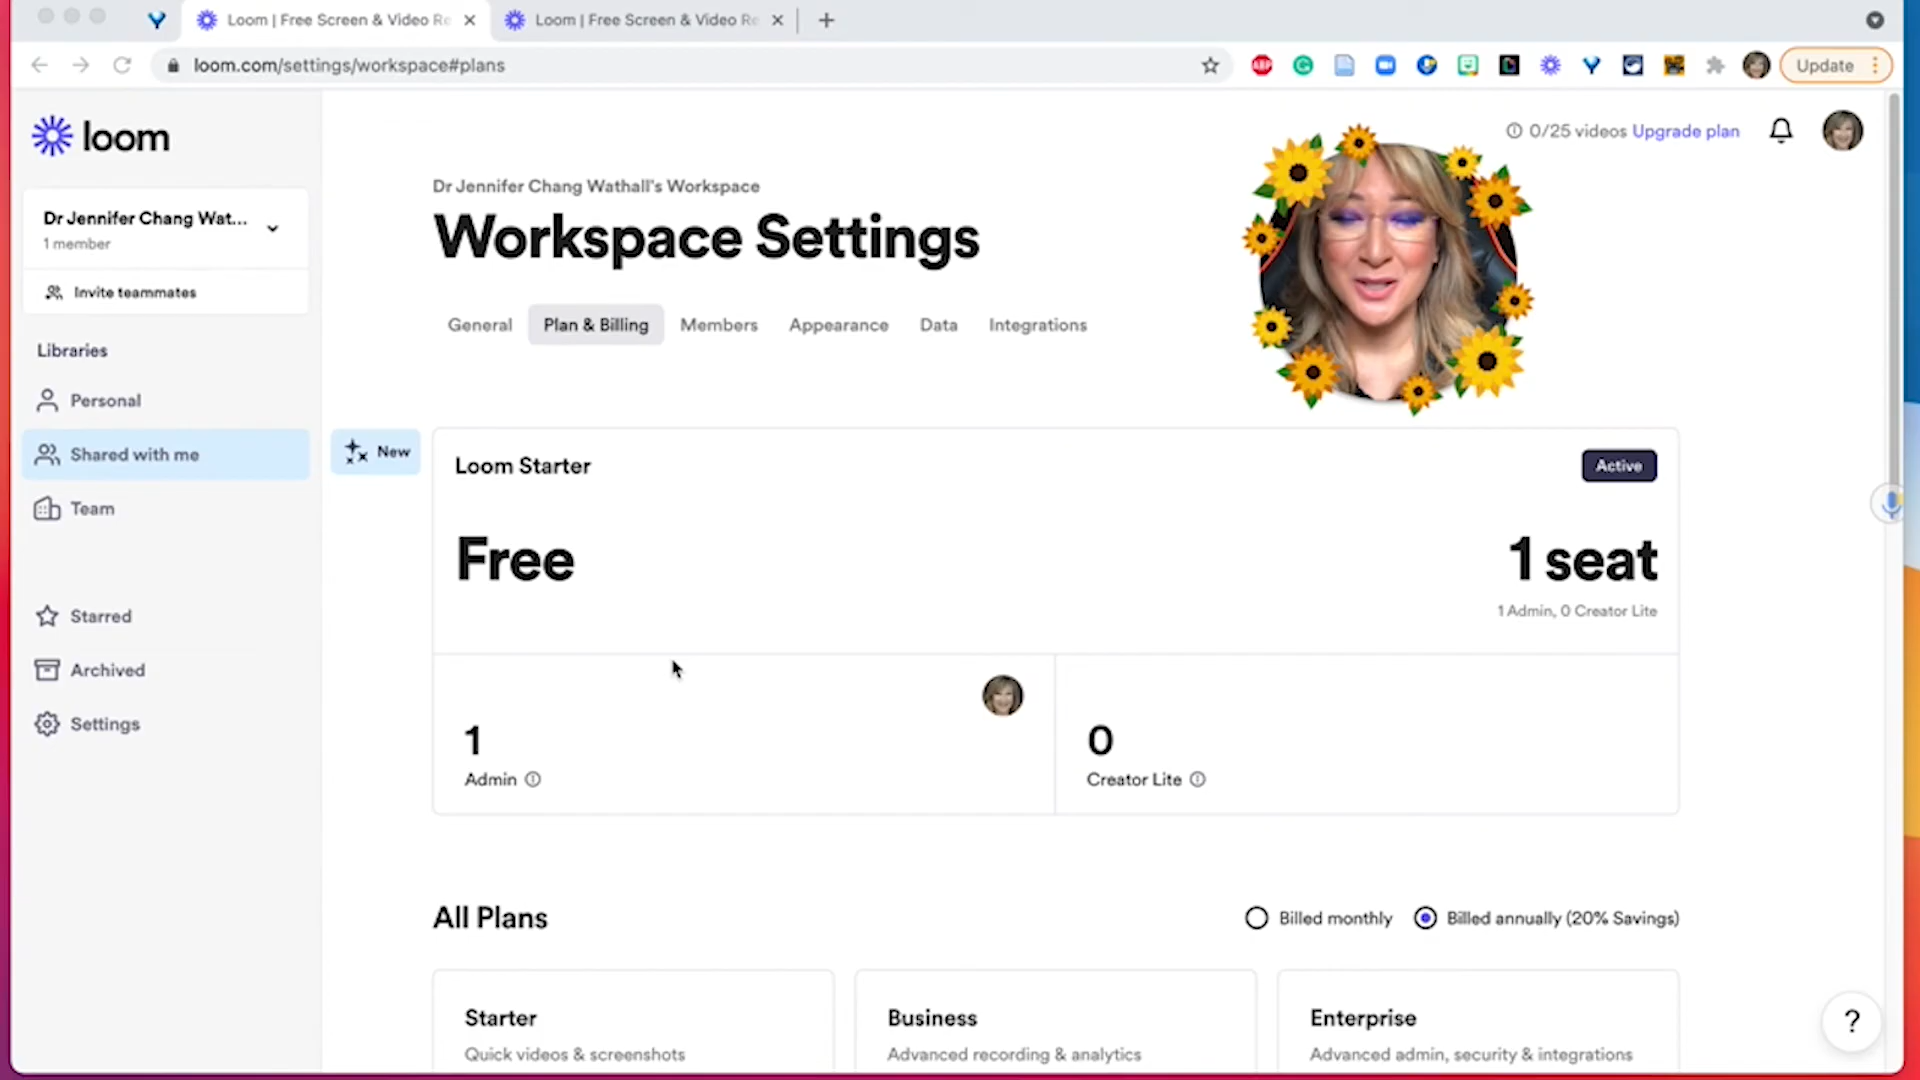 Loom | Free Screen & Video Re
Loom | Free Screen & Video Re
loom.com/settings/workspace#plans
ABP
Update
loom
0/25 videos Upgrade plan
Dr Jennifer Chang Wathall's Workspace
Workspace Settings
Dr Jennifer Chang Wat...
1 member
Invite teammates
General Plan & Billing Members Appearance Data Integrations
Libraries
Personal
Shared with me
New
Team
Starred
Archived
Settings
Loom Starter
Active
Free
1 seat
1 Admin, 0 Creator Lite
1
Admin
0
Creator Lite
All Plans
Billed monthly
Billed annually (20% Savings)
Starter
Quick videos & screenshots
Business
Advanced recording & analytics
Enterprise
Advanced admin, security & integrations
?